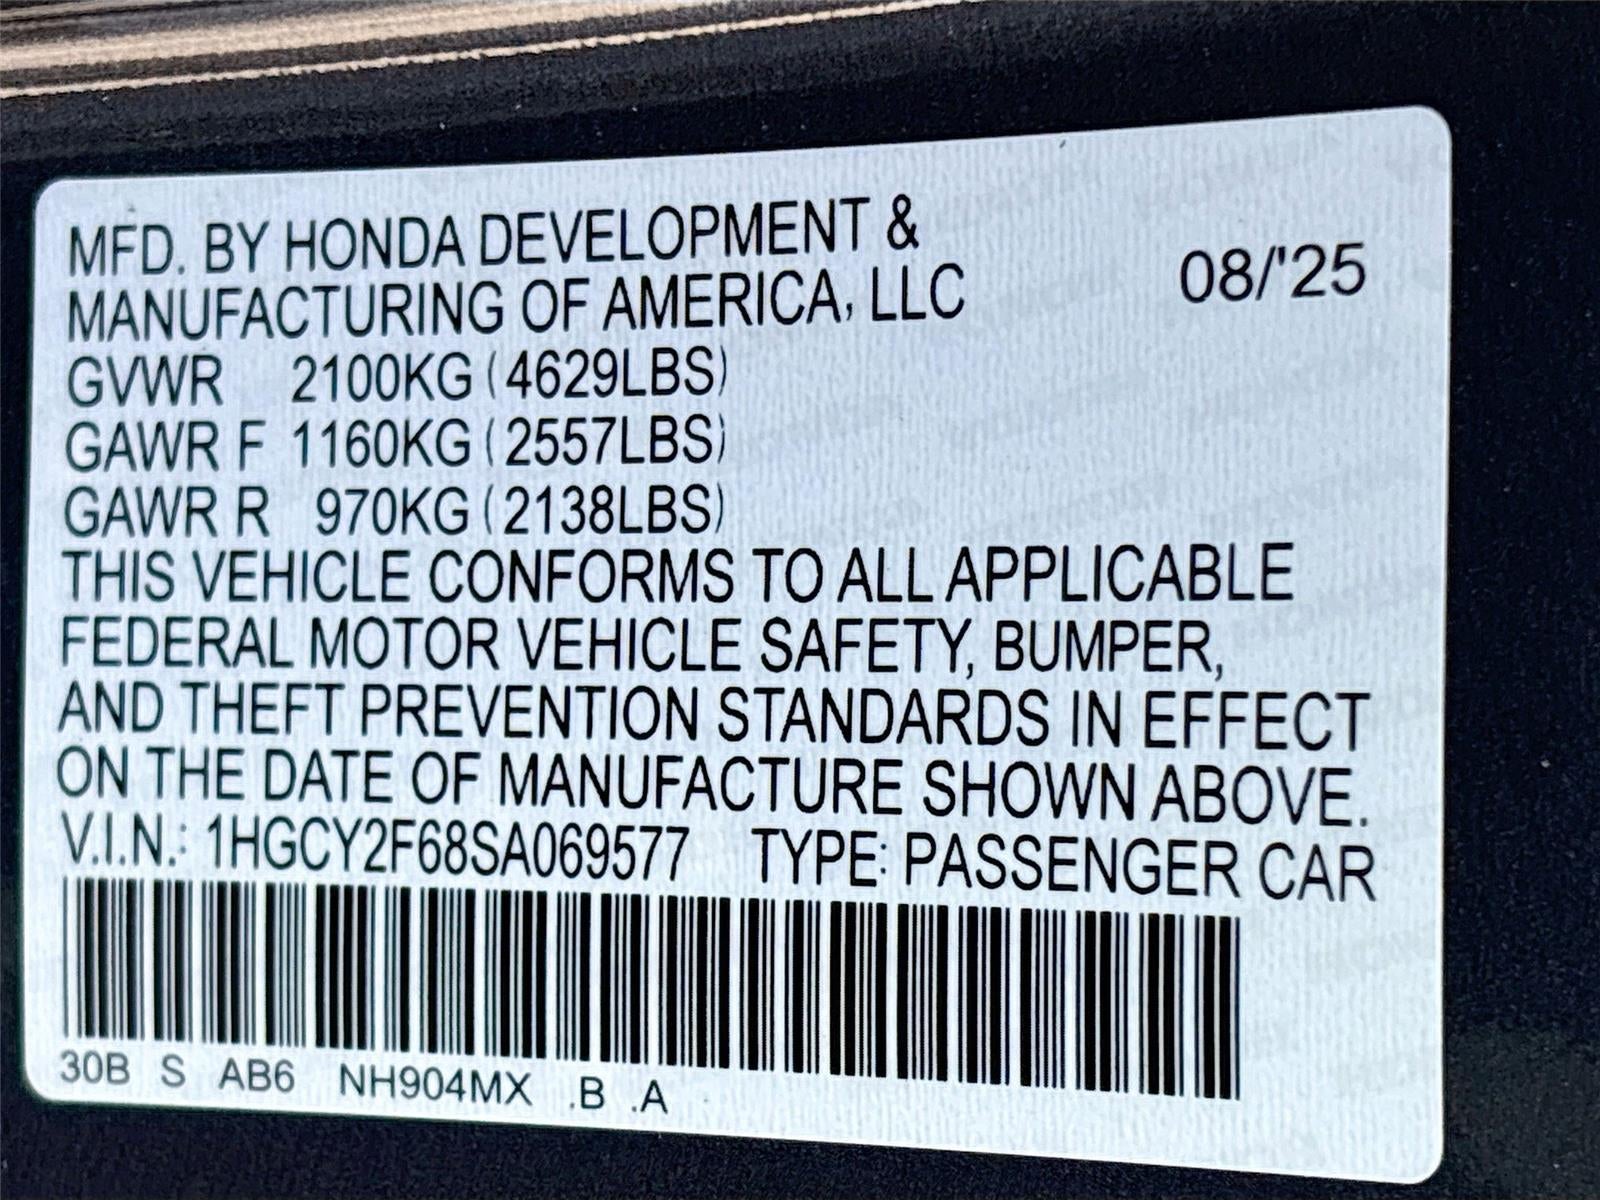 MFD. BY HONDA DEVELOPMENT &
MANUFACTURING OF AMERICA, LLC
08/'25
GVWR 2100KG (4629LBS)
GAWR F 1160KG (2557LBS)
GAWR R 970KG (2138LBS)
THIS VEHICLE CONFORMS TO ALL APPLICABLE
FEDERAL MOTOR VEHICLE SAFETY, BUMPER,
AND THEFT PREVENTION STANDARDS IN EFFECT
ON THE DATE OF MANUFACTURE SHOWN ABOVE.
V.I.N.: 1HGCY2F68SA069577 TYPE: PASSENGER CAR
30B S AB6 NH904MX .B .A